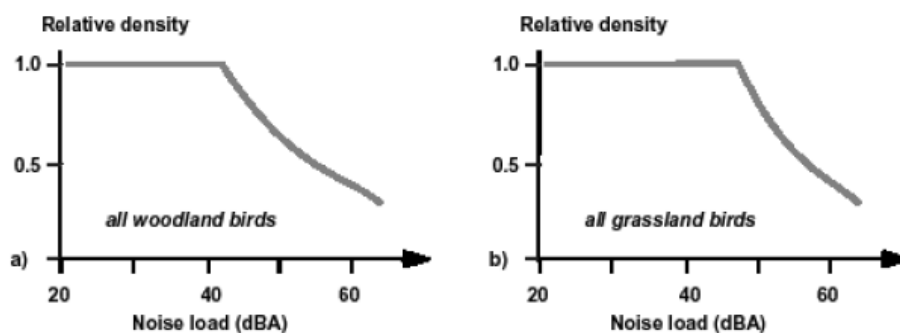 Relative density
1.0
0.5
all woodland birds
a)
20 40 60
Noise load (dBA)
Relative density
1.0
0.5
all grassland birds
b)
20 40 60
Noise load (dBA)